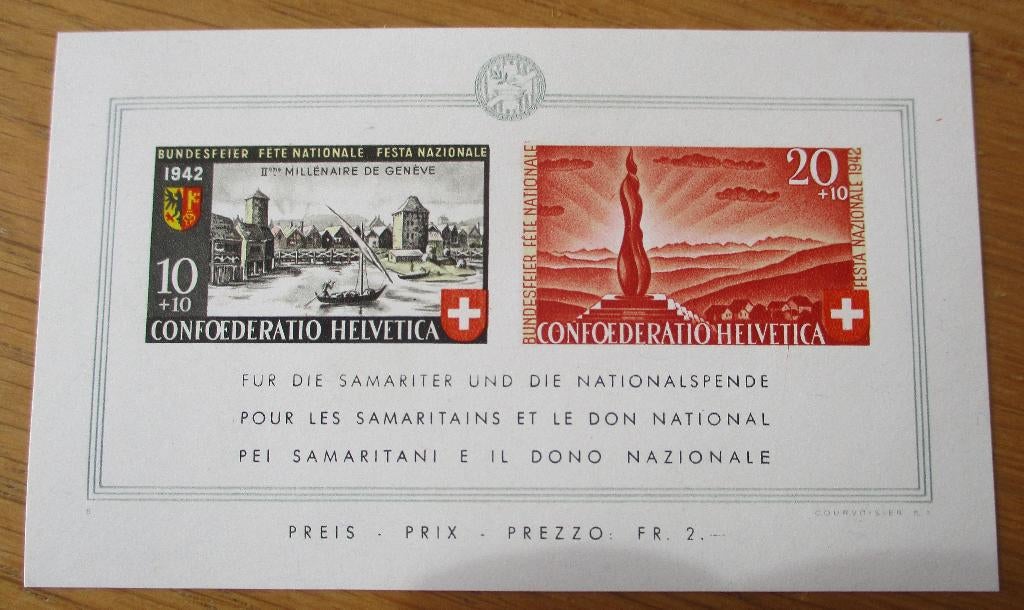 BUNDESFEIER FÊTE NATIONALE FESTA NAZIONALE
1942
IIème MILLÉNAIRE DE GENÈVE
10
+10
CONFOEDERATIO HELVETICA
BUNDESFEIER FÊTE NATIONALE
20
+10
FESTA NAZIONALE 1942
CONFOEDERATIO HELVETICA
FUR DIE SAMARITER UND DIE NATIONALSPENDE
POUR LES SAMARITAINS ET LE DON NATIONAL
PEI SAMARITANI E IL DONO NAZIONALE
COURVOISIER
PREIS - PRIX - PREZZO: FR. 2.—